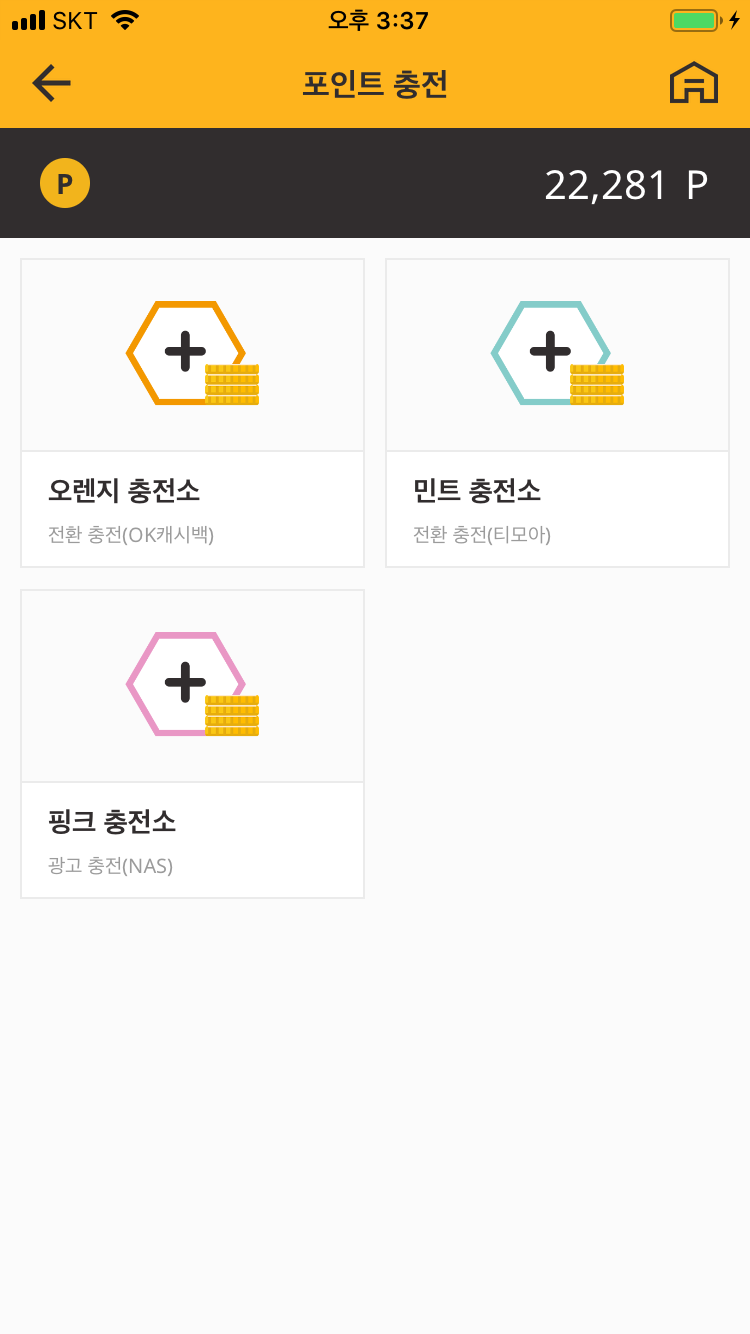 SKT 오후 3:37
포인트 충전
P 22,281 P
오렌지 충전소
전환 충전(OK캐시백)
민트 충전소
전환 충전(티모아)
핑크 충전소
광고 충전(NAS)